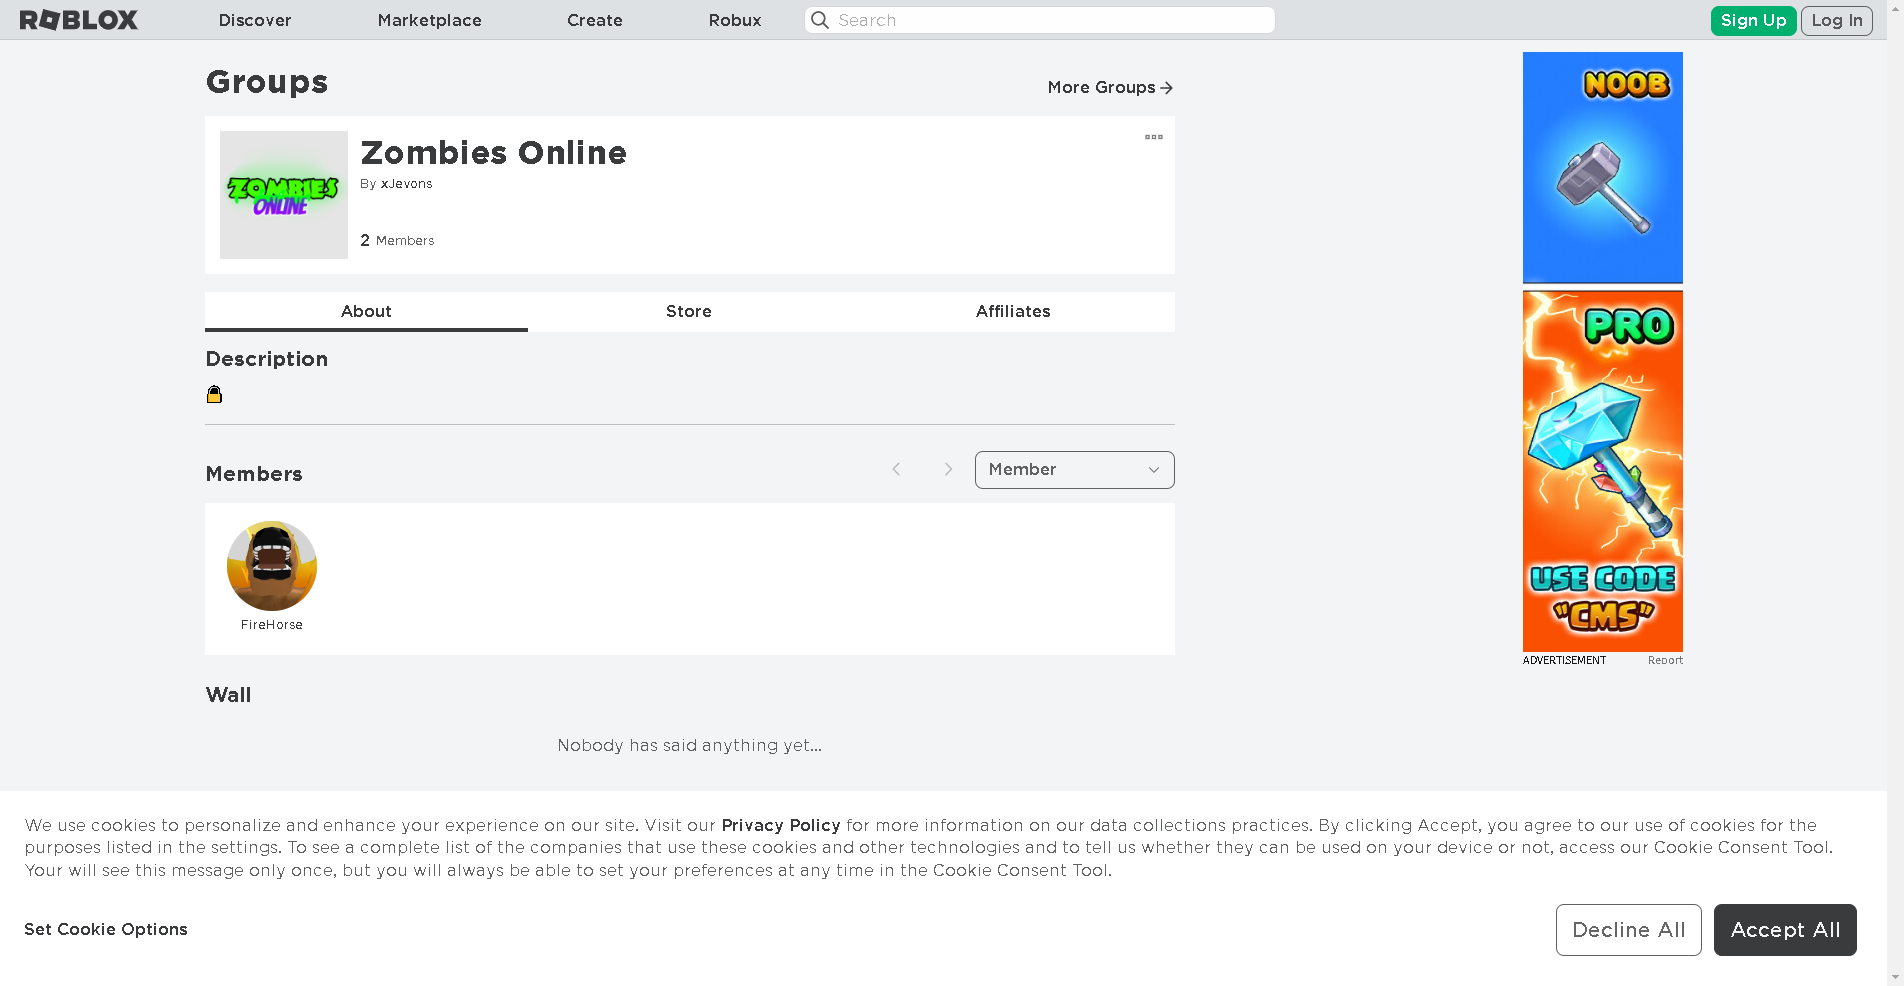 ROBLOX
Discover
Marketplace
Create
Robux
Search
Sign Up
Log In
Groups
More Groups
ZOMBIES
ONLINE
Zombies Online
By xJevons
2 Members
About
Store
Affiliates
Description
Members
Member
FireHorse
Wall
Nobody has said anything yet...
NOOB
PRO
USE CODE
"CMS"
ADVERTISEMENT
Report
We use cookies to personalize and enhance your experience on our site. Visit our Privacy Policy for more information on our data collections practices. By clicking Accept, you agree to our use of cookies for the
purposes listed in the settings. To see a complete list of the companies that use these cookies and other technologies and to tell us whether they can be used on your device or not, access our Cookie Consent Tool.
Your will see this message only once, but you will always be able to set your preferences at any time in the Cookie Consent Tool.
Set Cookie Options
Decline All
Accept All